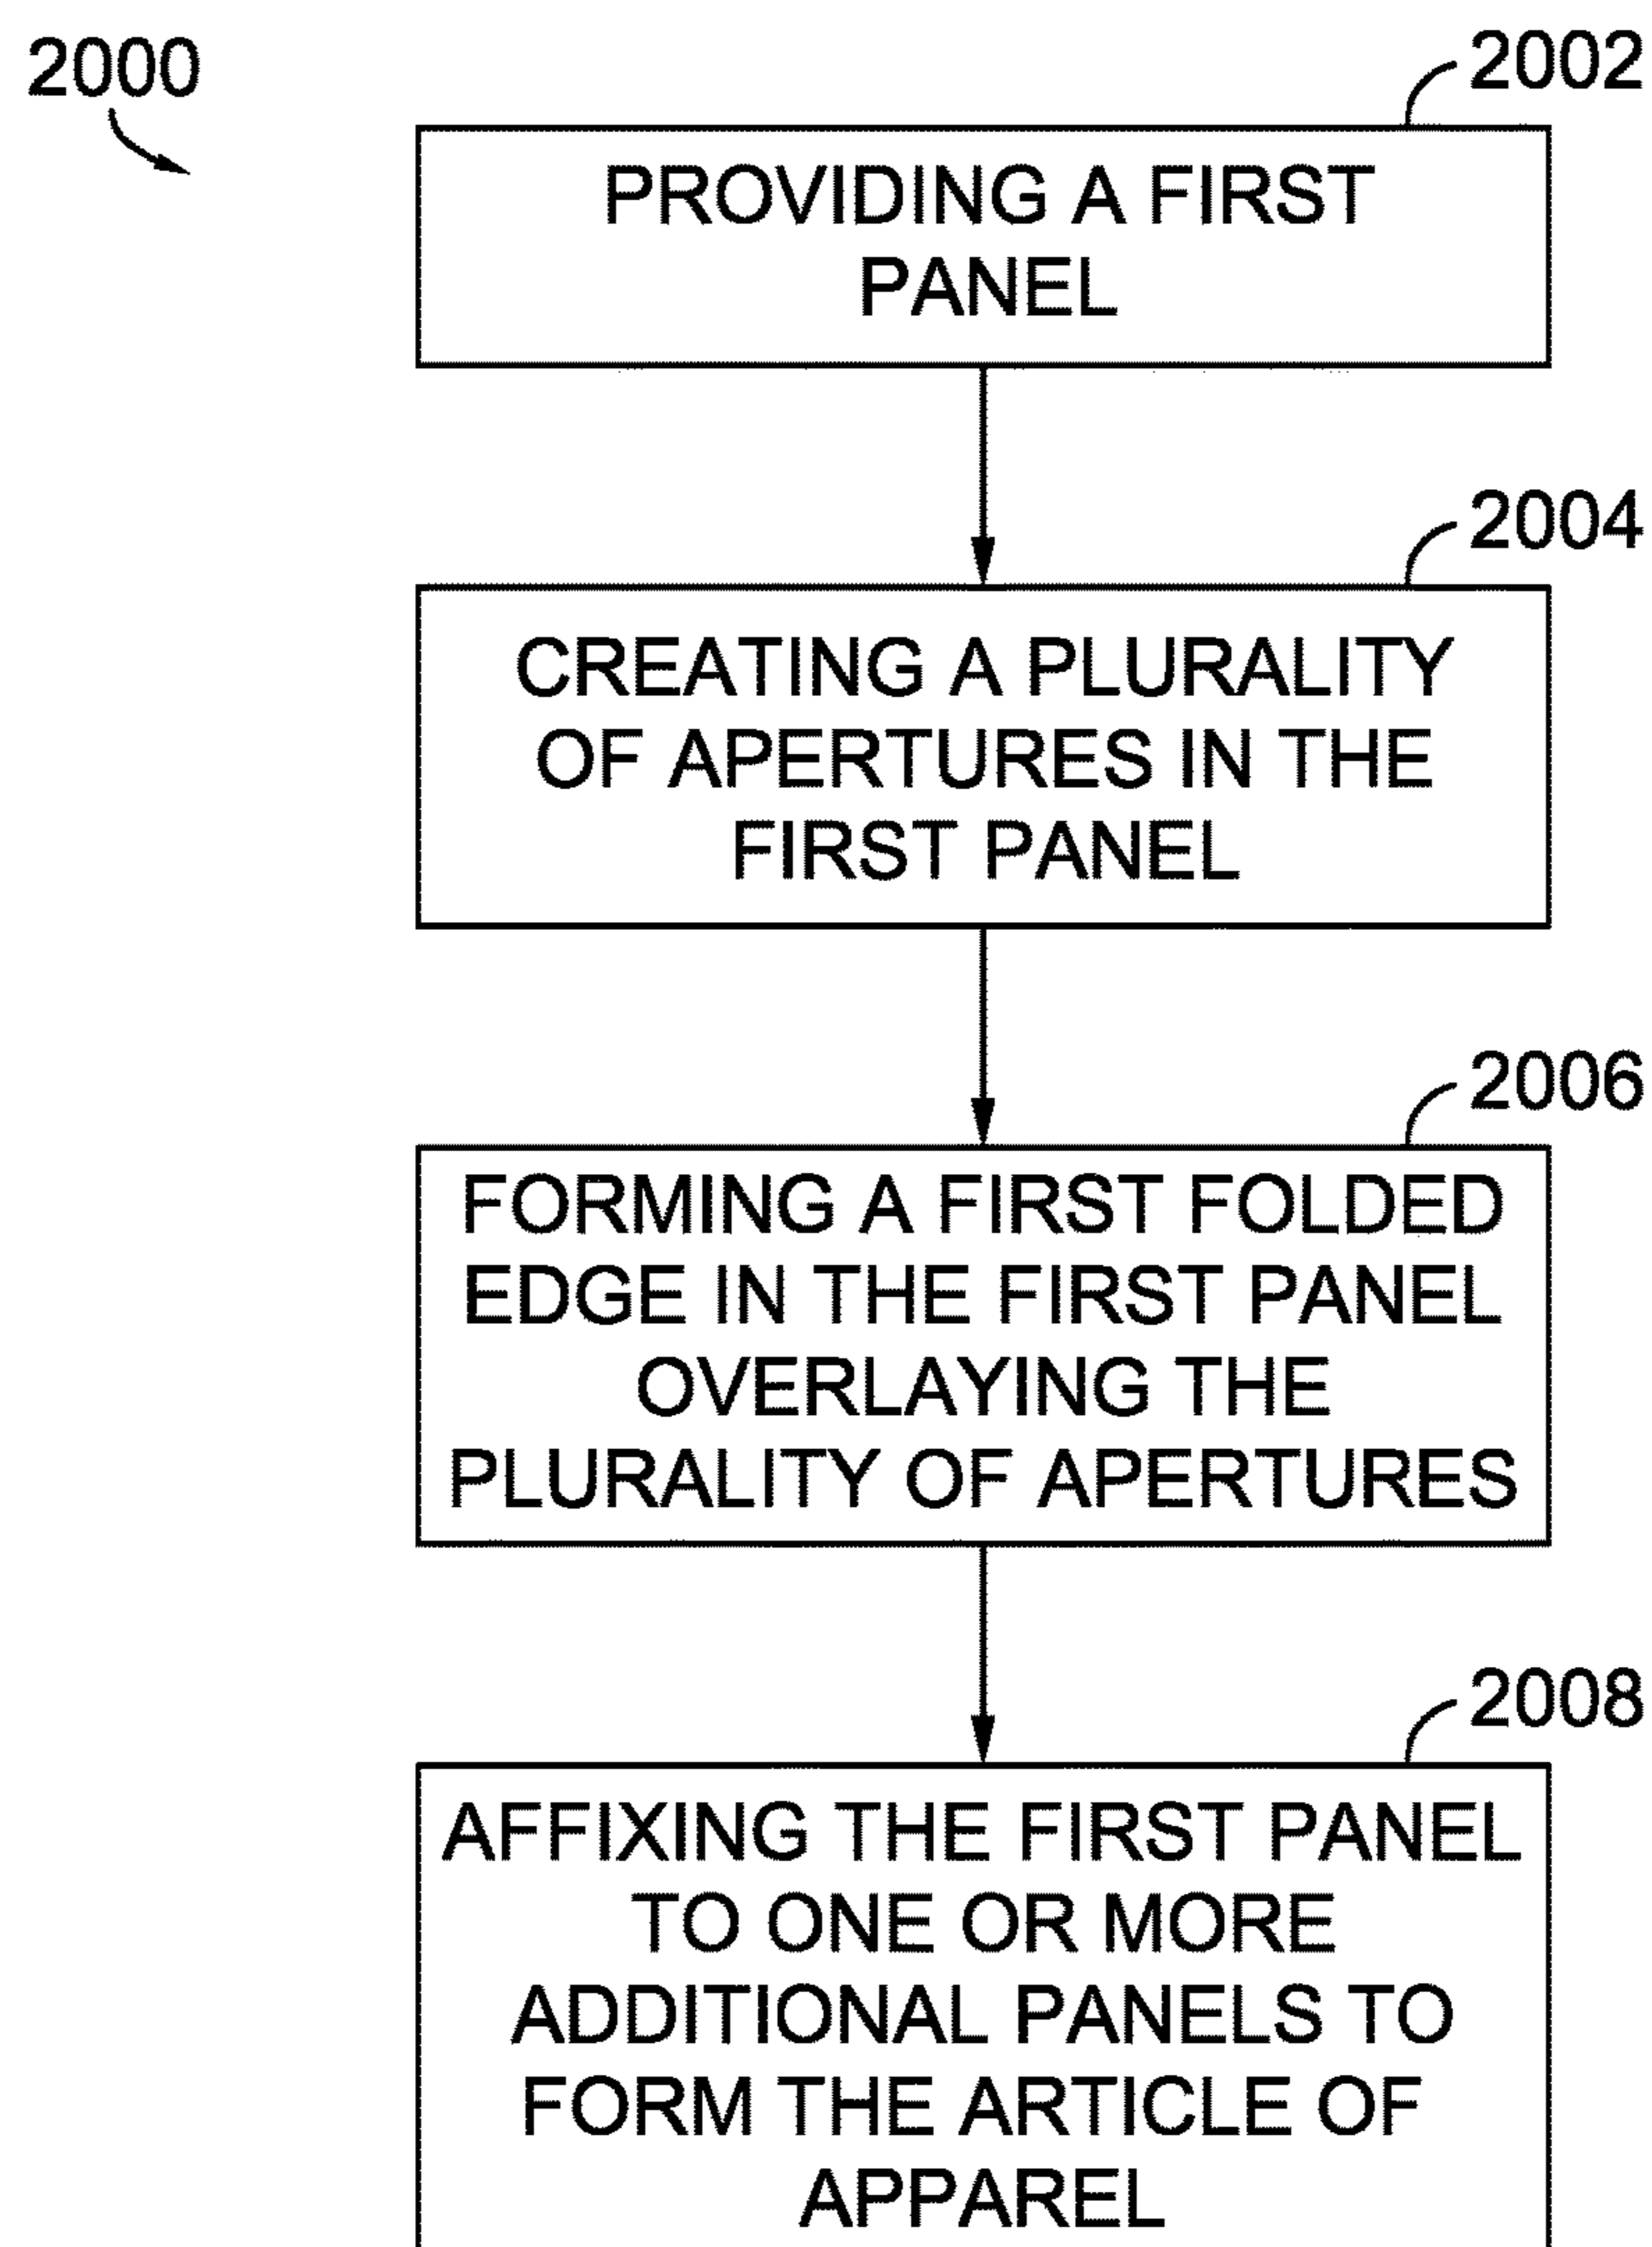 2000
2002
PROVIDING A FIRST
PANEL
2004
CREATING A PLURALITY
OF APERTURES IN THE
FIRST PANEL
2006
FORMING A FIRST FOLDED
EDGE IN THE FIRST PANEL
OVERLAYING THE
PLURALITY OF APERTURES
2008
AFFIXING THE FIRST PANEL
TO ONE OR MORE
ADDITIONAL PANELS TO
FORM THE ARTICLE OF
APPAREL